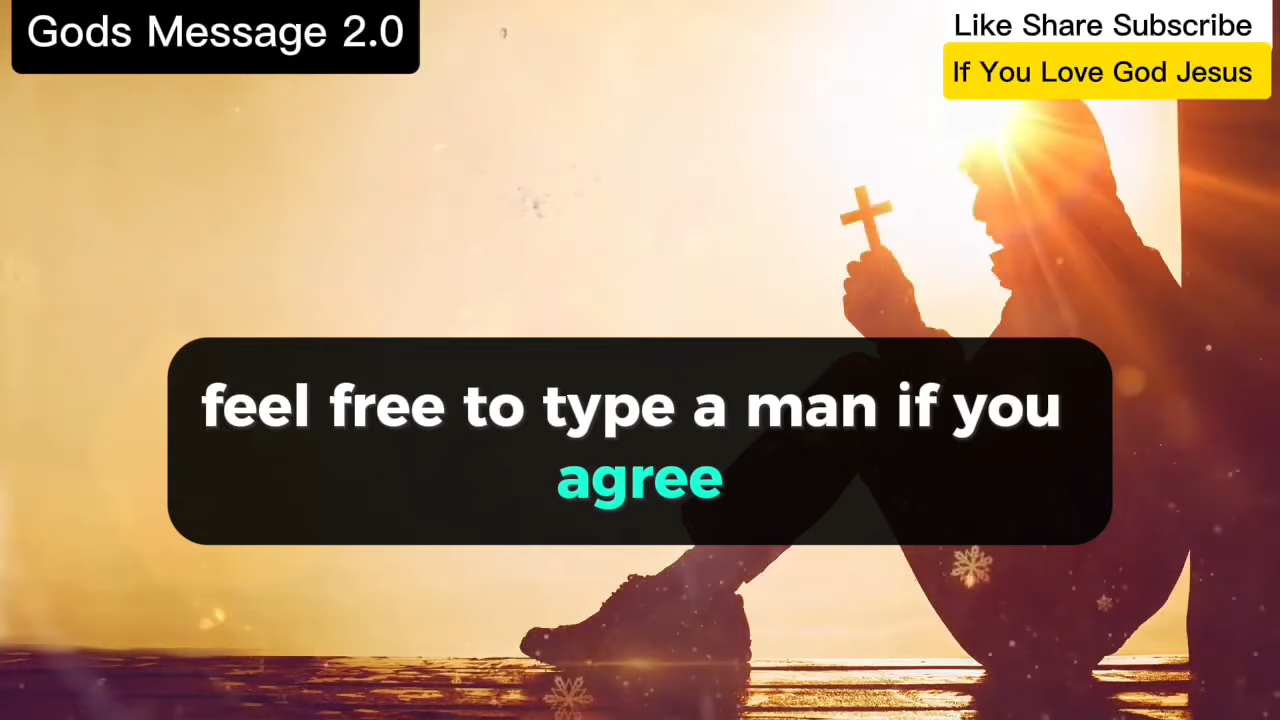 Gods Message 2.0
Like Share Subscribe
If You Love God Jesus
feel free to type a man if you
agree